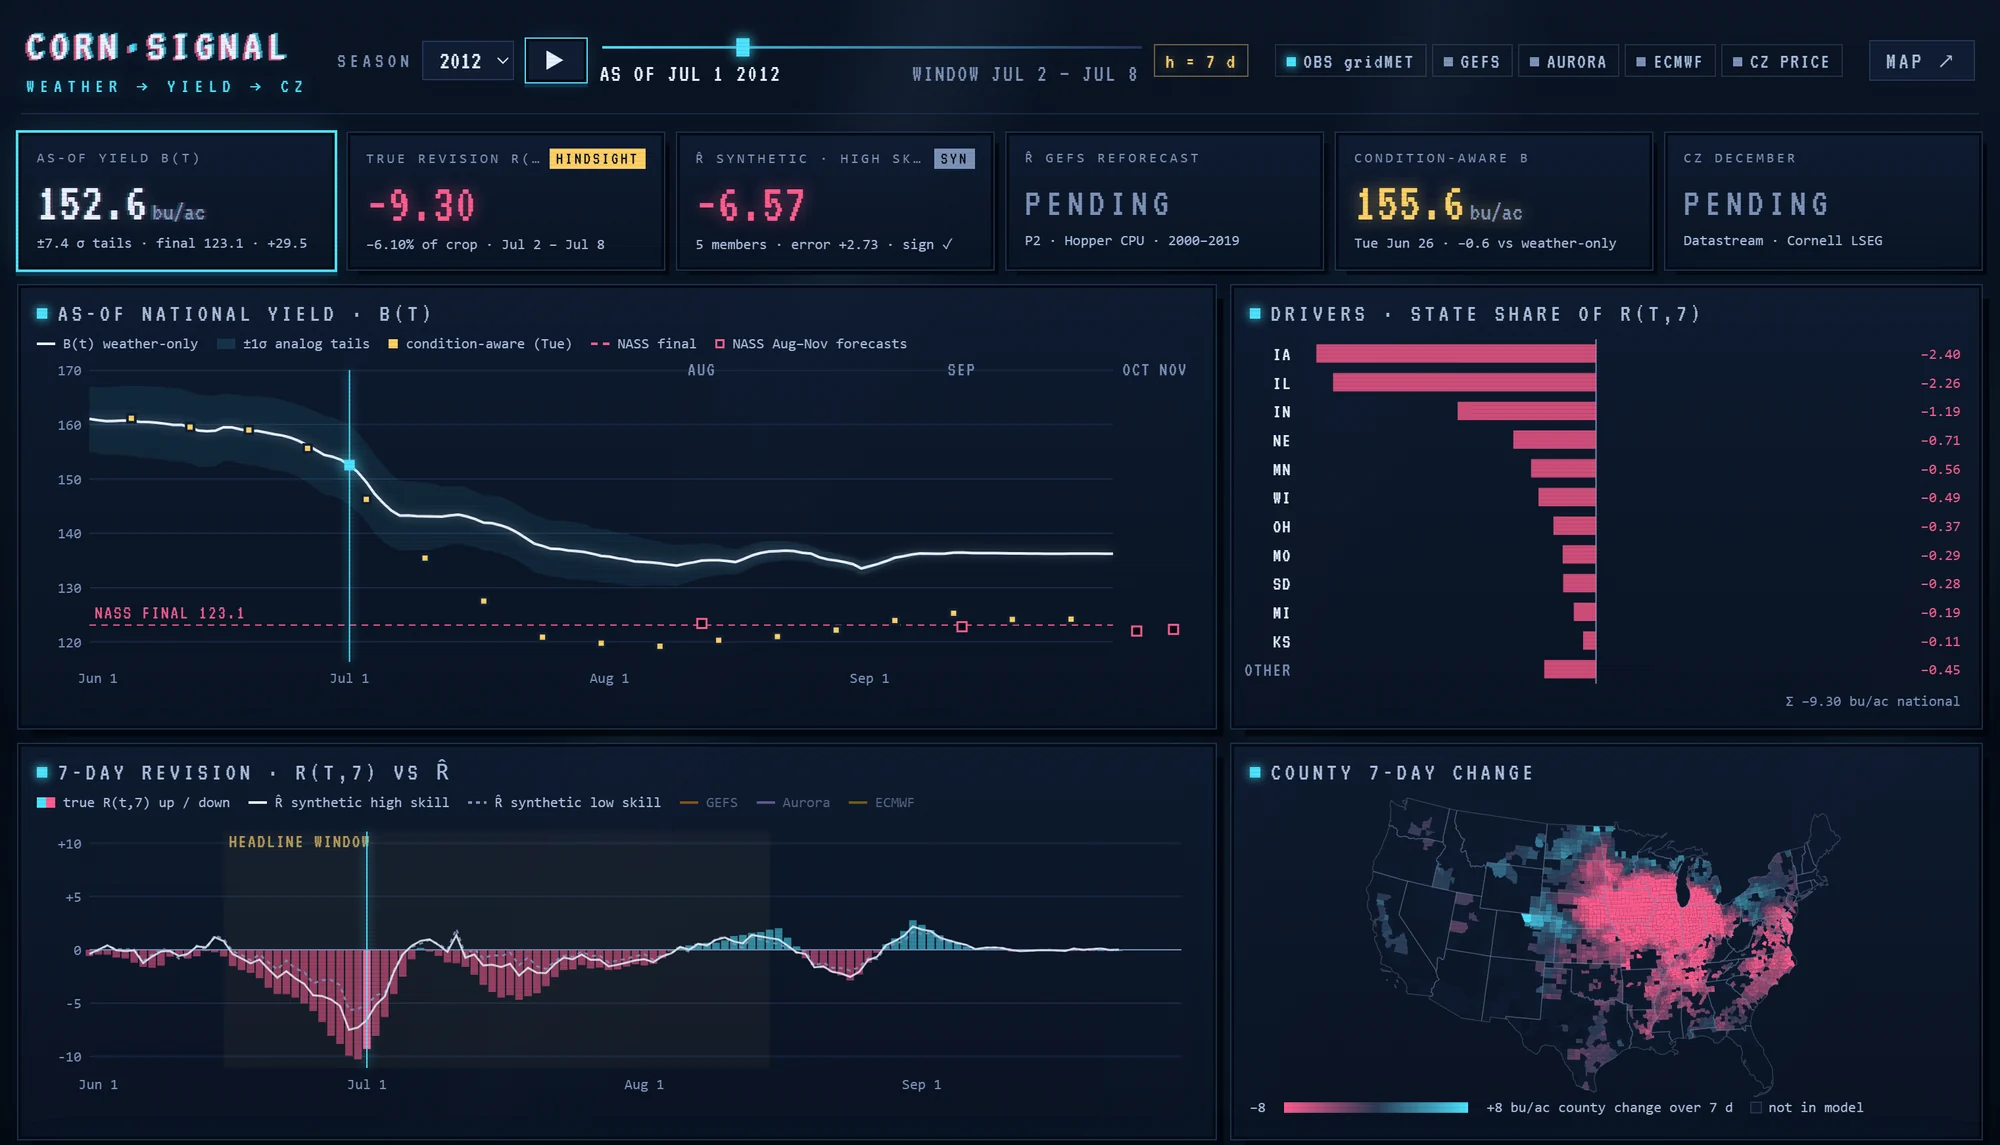 CORN·SIGNAL
WEATHER → YIELD → CZ
SEASON
2012
AS OF JUL 1 2012
WINDOW JUL 2 – JUL 8
h = 7 d
OBS gridMET
GEFS
AURORA
ECMWF
CZ PRICE
MAP ↗
AS-OF YIELD B(T)
152.6 bu/ac
±7.4 σ tails · final 123.1 · +29.5
TRUE REVISION R(… HINDSIGHT
−9.30
−6.10% of crop · Jul 2 – Jul 8
R̂ SYNTHETIC · HIGH SK… SYN
−6.57
5 members · error +2.73 · sign ✓
R̂ GEFS REFORECAST
PENDING
P2 · Hopper CPU · 2000–2019
CONDITION-AWARE B
155.6 bu/ac
Tue Jun 26 · −0.6 vs weather-only
CZ DECEMBER
PENDING
Datastream · Cornell LSEG
AS-OF NATIONAL YIELD · B(T)
B(t) weather-only ±1σ analog tails condition-aware (Tue) NASS final NASS Aug–Nov forecasts
170
160
150
140
130
120
AUG
SEP
OCT NOV
NASS FINAL 123.1
Jun 1
Jul 1
Aug 1
Sep 1
DRIVERS · STATE SHARE OF R(T,7)
IA −2.40
IL −2.26
IN −1.19
NE −0.71
MN −0.56
WI −0.49
OH −0.37
MO −0.29
SD −0.28
MI −0.19
KS −0.11
OTHER −0.45
Σ −9.30 bu/ac national
7-DAY REVISION · R(T,7) VS R̂
true R(t,7) up / down R̂ synthetic high skill R̂ synthetic low skill GEFS Aurora ECMWF
HEADLINE WINDOW
+10
+5
0
-5
-10
Jun 1
Jul 1
Aug 1
Sep 1
COUNTY 7-DAY CHANGE
−8
+8 bu/ac county change over 7 d
not in model